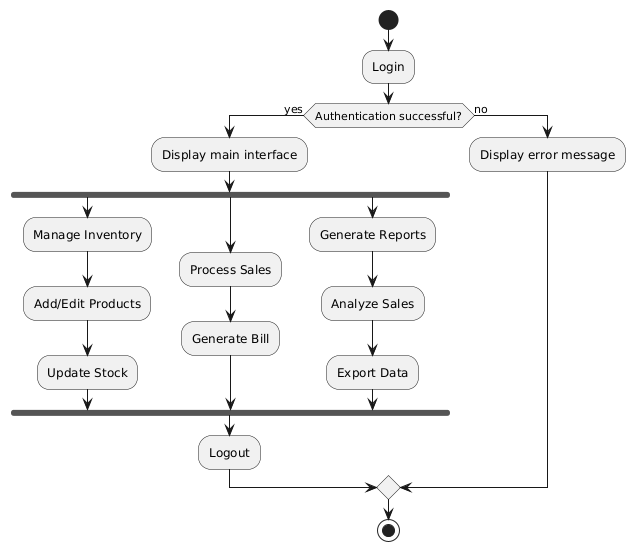 Login
Authentication successful?
yes
no
Display main interface
Display error message
Manage Inventory
Add/Edit Products
Update Stock
Process Sales
Generate Bill
Generate Reports
Analyze Sales
Export Data
Logout